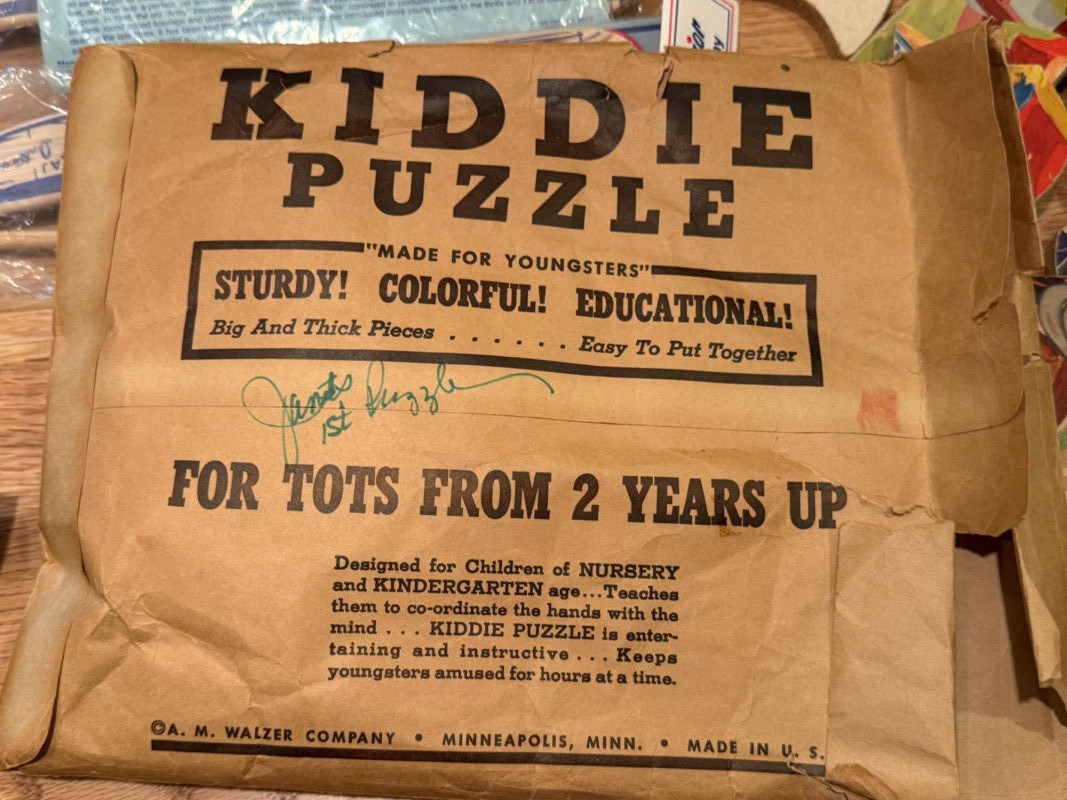 KIDDIE
PUZZLE
"MADE FOR YOUNGSTERS"
STURDY! COLORFUL! EDUCATIONAL!
Big And Thick Pieces . . . . . . Easy To Put Together
Janets
1st Puzzle
FOR TOTS FROM 2 YEARS UP
Designed for Children of NURSERY
and KINDERGARTEN age...Teaches
them to co-ordinate the hands with the
mind . . . KIDDIE PUZZLE is enter-
taining and instructive . . . Keeps
youngsters amused for hours at a time.
©A. M. WALZER COMPANY • MINNEAPOLIS, MINN. • MADE IN U. S.